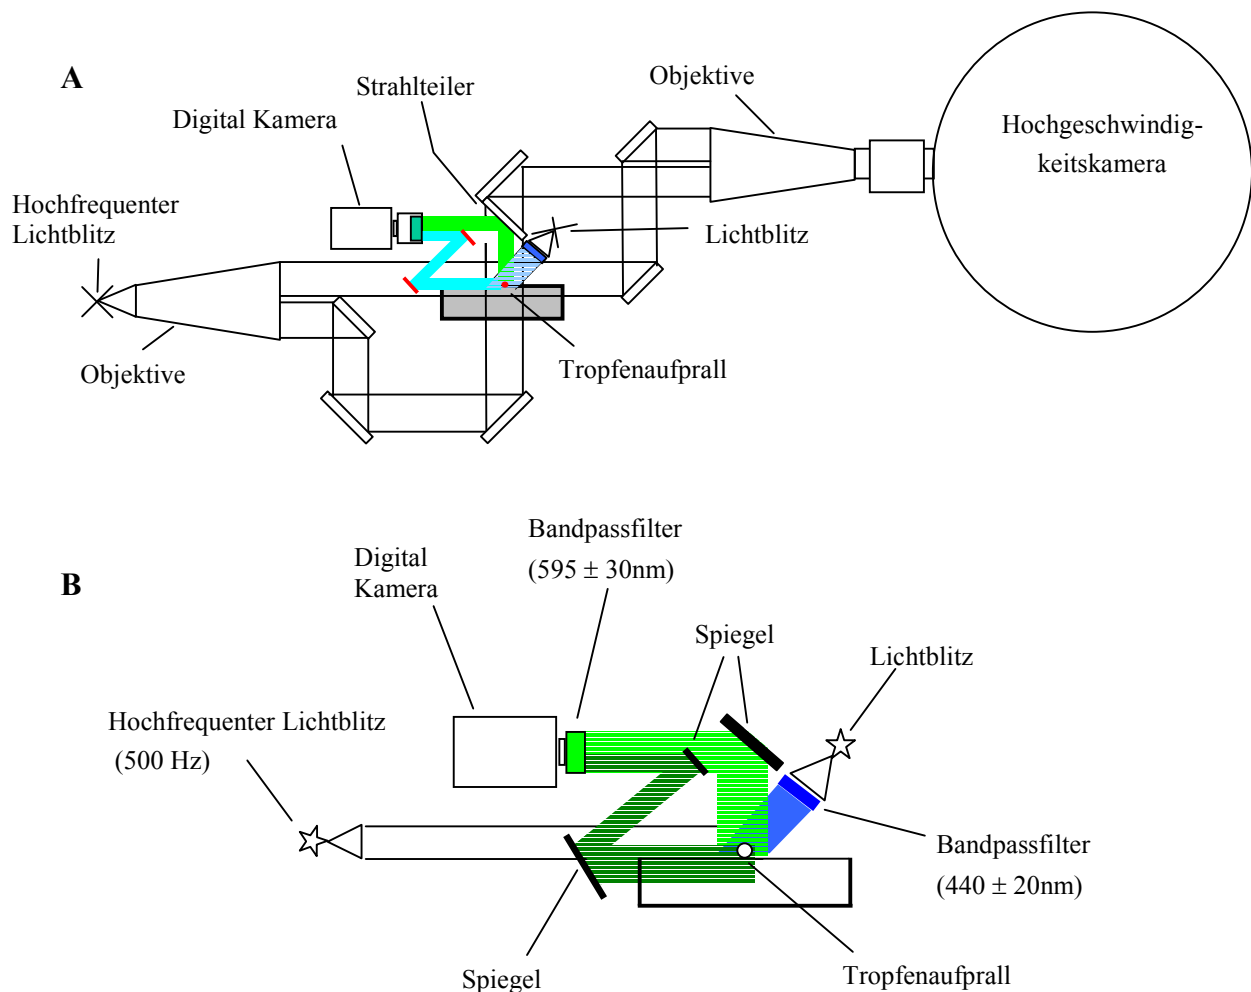 A
Strahlteiler
Objektive
Digital Kamera
Hochgeschwindig-
keitskamera
Hochfrequenter
Lichtblitz
Lichtblitz
Objektive
Tropfenaufprall
B
Bandpassfilter
(595 ± 30nm)
Digital
Kamera
Spiegel
Lichtblitz
Hochfrequenter Lichtblitz
(500 Hz)
Bandpassfilter
(440 ± 20nm)
Spiegel
Tropfenaufprall